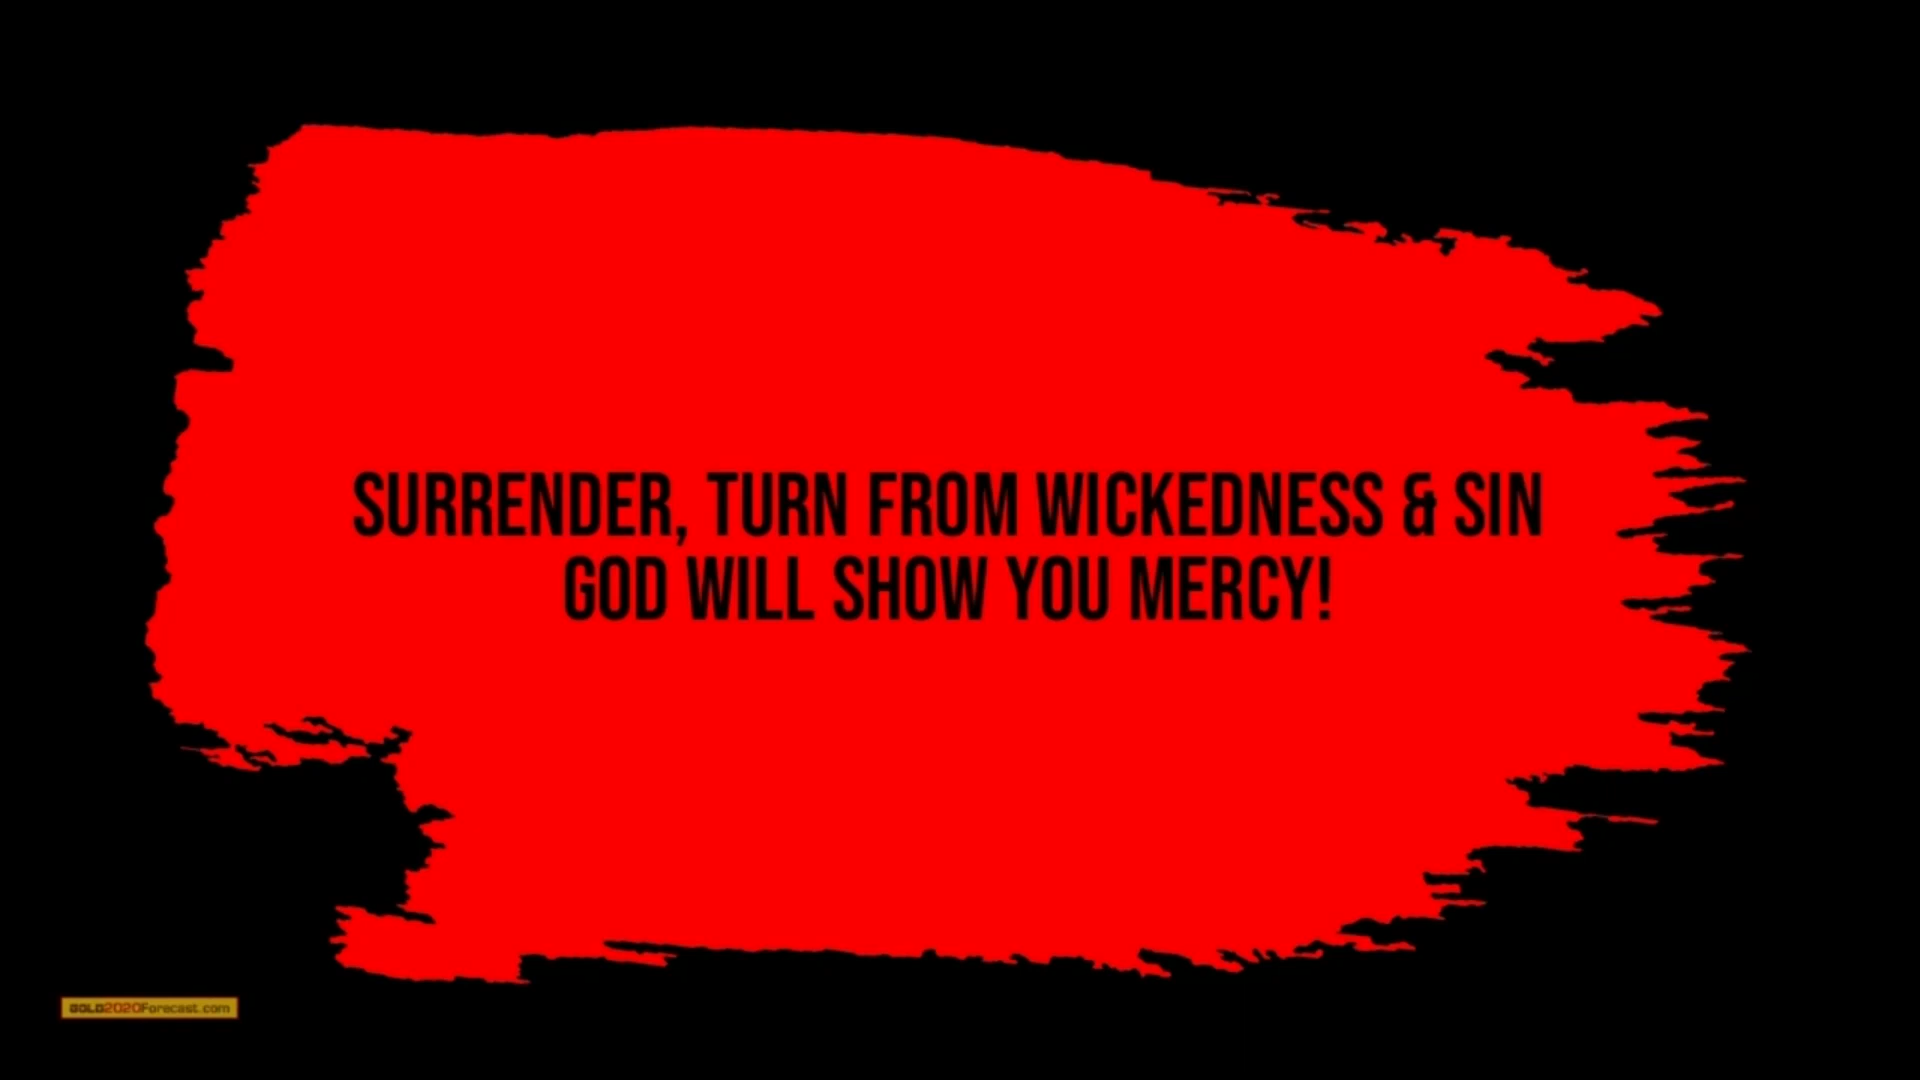 SURRENDER, TURN FROM WICKEDNESS & SIN
GOD WILL SHOW YOU MERCY!
GOLD2020Forecast.com